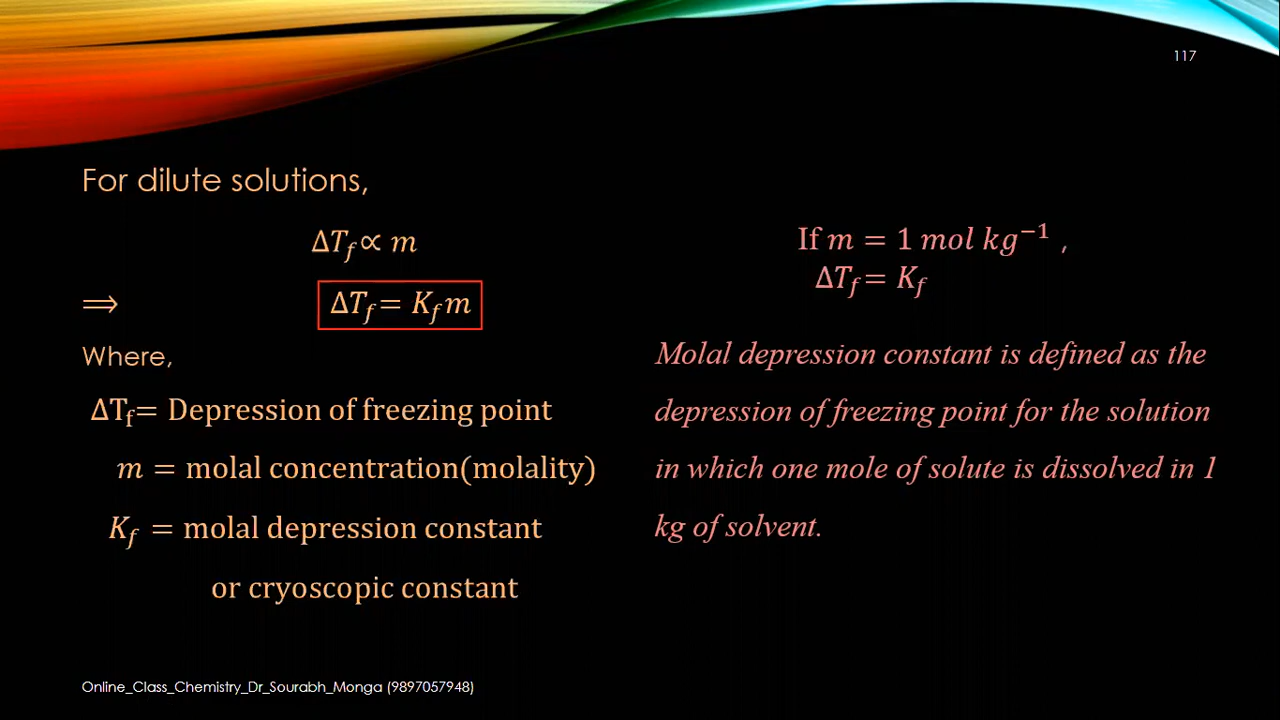 117
For dilute solutions,
ΔT_f ∝ m
⟹ ΔT_f = K_f m
Where,
ΔT_f = Depression of freezing point
m = molal concentration(molality)
K_f = molal depression constant
or cryoscopic constant
If m = 1 mol kg⁻¹ ,
ΔT_f = K_f
Molal depression constant is defined as the
depression of freezing point for the solution
in which one mole of solute is dissolved in 1
kg of solvent.
Online_Class_Chemistry_Dr_Sourabh_Monga (9897057948)